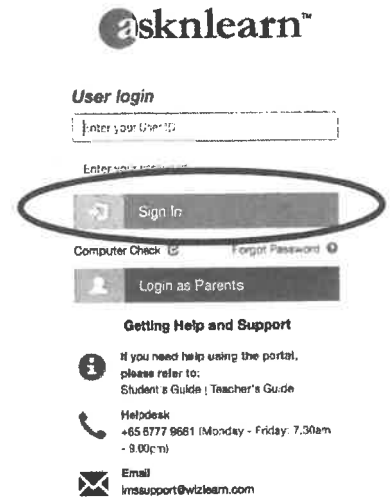 asknlearn™
User login
Enter your User ID
Enter your password
Sign In
Computer Check Forgot Password
Login as Parents
Getting Help and Support
If you need help using the portal,
please refer to:
Student's Guide | Teacher's Guide
Helpdesk
+65 6777 9661 (Monday - Friday: 7.30am
- 9.00pm)
Email
lmssupport@wizlearn.com